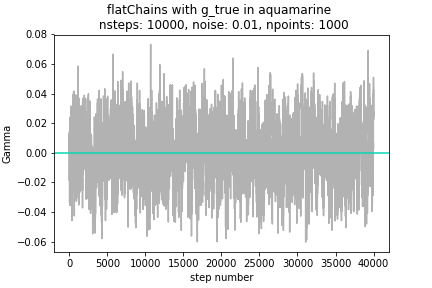 flatChains with g_true in aquamarine
nsteps: 10000, noise: 0.01, npoints: 1000
0.08
0.06
0.04
0.02
0.00
−0.02
−0.04
−0.06
Gamma
0 5000 10000 15000 20000 25000 30000 35000 40000
step number